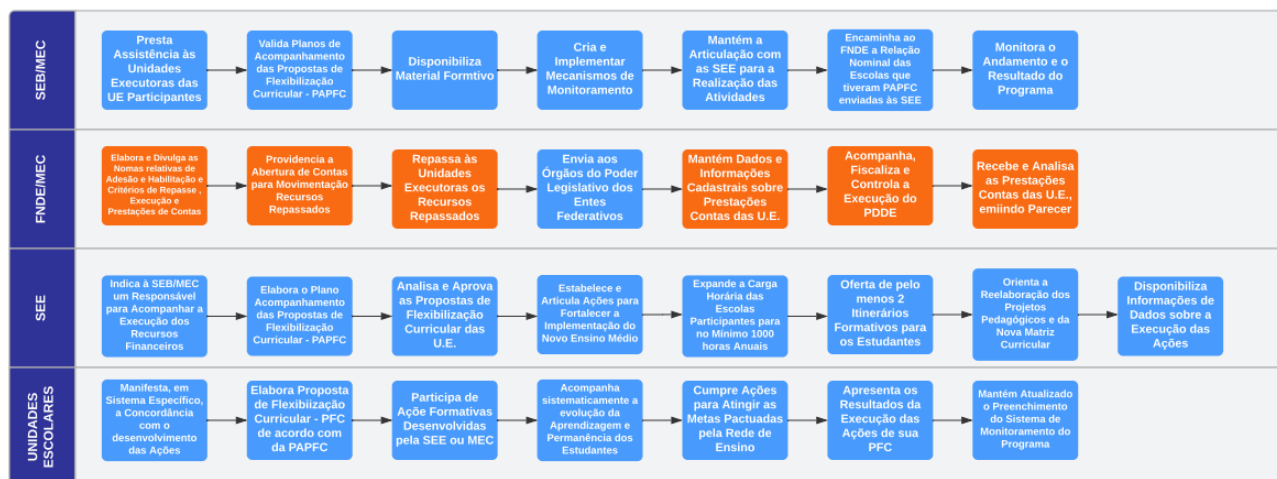 SEB/MEC
Presta
Assistência às
Unidades
Executoras das
UE Participantes
Valida Planos de
Acompanhamento
das Propostas de
Flexibilização
Curricular - PAPFC
Disponibiliza
Material Formtivo
Cria e
Implementar
Mecanismos de
Monitoramento
Mantém a
Articulação com
as SEE para a
Realização das
Atividades
Encaminha ao
FNDE a Relação
Nominal das
Escolas que
tiveram PAPFC
enviadas às SEE
Monitora o
Andamento e o
Resultado do
Programa
FNDE/MEC
Elabora e Divulga as
Nomas relativas de
Adesão e Habilitação e
Critérios de Repasse ,
Execução e
Prestações de Contas
Providencia a
Abertura de Contas
para Movimentação
Recursos
Repassados
Repassa às
Unidades
Executoras os
Recursos
Repassados
Envia aos
Órgãos do Poder
Legislativo dos
Entes
Federativos
Mantém Dados e
Informações
Cadastrais sobre
Prestações
Contas das U.E.
Acompanha,
Fiscaliza e
Controla a
Execução do
PDDE
Recebe e Analisa
as Prestações
Contas das U.E.,
emiindo Parecer
SEE
Indica à SEB/MEC
um Responsável
para Acompanhar a
Execução dos
Recursos
Financeiros
Elabora o Plano
Acompanhamento
das Propostas de
Flexibilização
Curricular - PAPFC
Analisa e Aprova
as Propostas de
Flexibilização
Curricular das
U.E.
Estabelece e
Articula Ações para
Fortalecer a
Implementação do
Novo Ensino Médio
Expande a Carga
Horária das
Escolas
Participantes para
no Mínimo 1000
horas Anuais
Oferta de pelo
menos 2
Itinerários
Formativos para
os Estudantes
Orienta a
Reelaboração dos
Projetos
Pedagógicos e da
Nova Matriz
Curricular
Disponibiliza
Informações de
Dados sobre a
Execução das
Ações
UNIDADES
ESCOLARES
Manifesta, em
Sistema Específico,
a Concordância
com o
desenvolvimento
das Ações
Elabora Proposta
de Flexibiização
Curricular - PFC
de acordo com
da PAPFC
Participa de
Açõe Formativas
Desenvolvidas
pela SEE ou MEC
Acompanha
sistematicamente a
evolução da
Aprendizagem e
Permanência dos
Estudantes
Cumpre Ações
para Atingir as
Metas Pactuadas
pela Rede de
Ensino
Apresenta os
Resultados da
Execução das
Ações de sua
PFC
Mantém Atualizado
o Preenchimento
do Sistema de
Monitoramento do
Programa